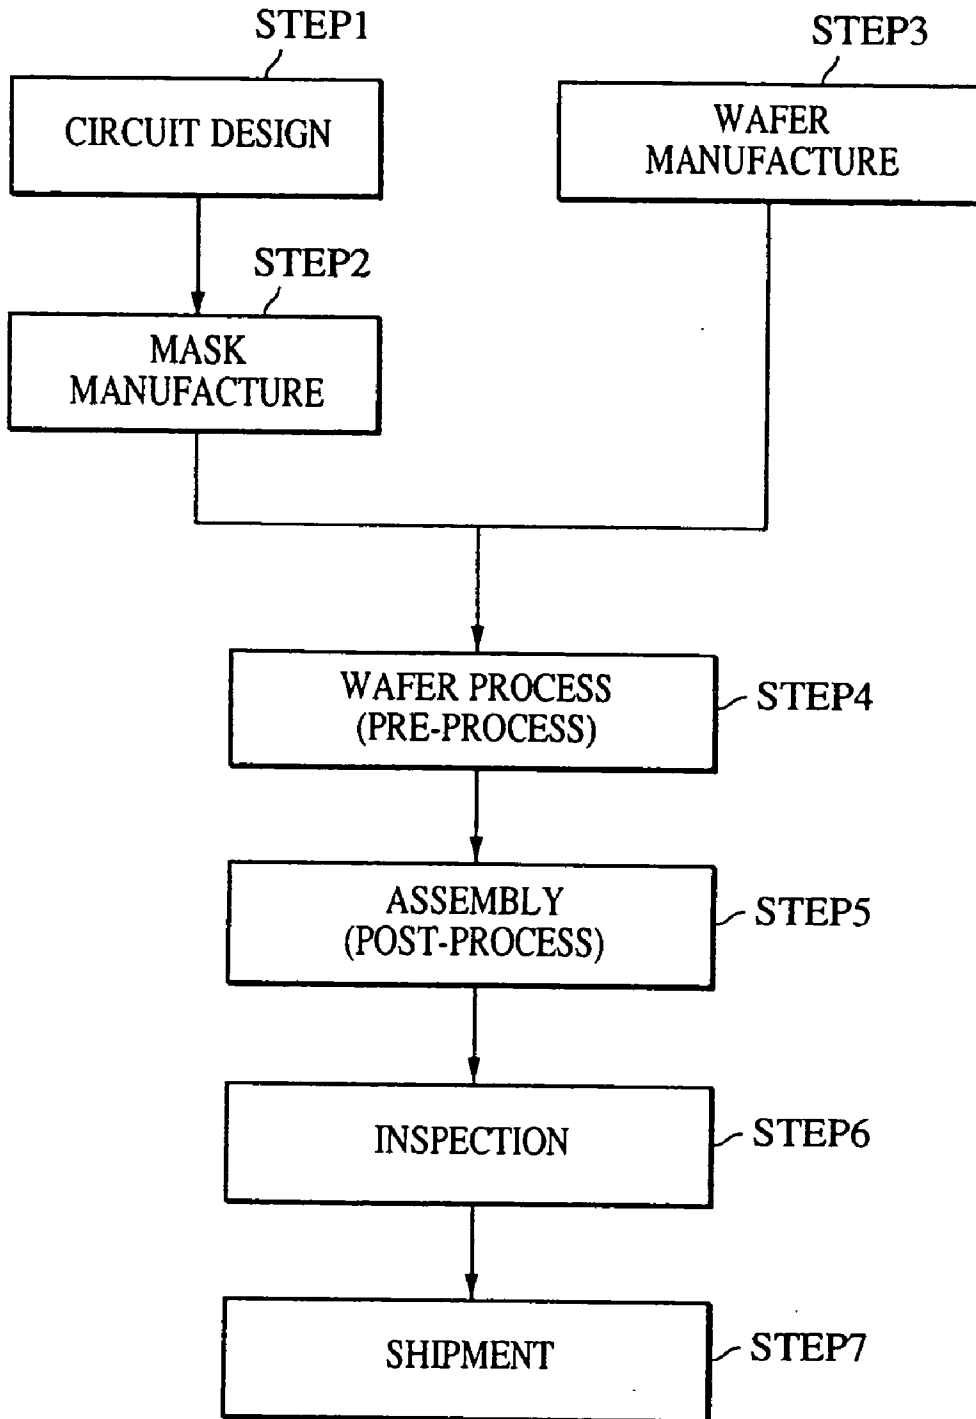 STEP1
CIRCUIT DESIGN
STEP3
WAFER
MANUFACTURE
STEP2
MASK
MANUFACTURE
WAFER PROCESS
(PRE-PROCESS)
STEP4
ASSEMBLY
(POST-PROCESS)
STEP5
INSPECTION
STEP6
SHIPMENT
STEP7